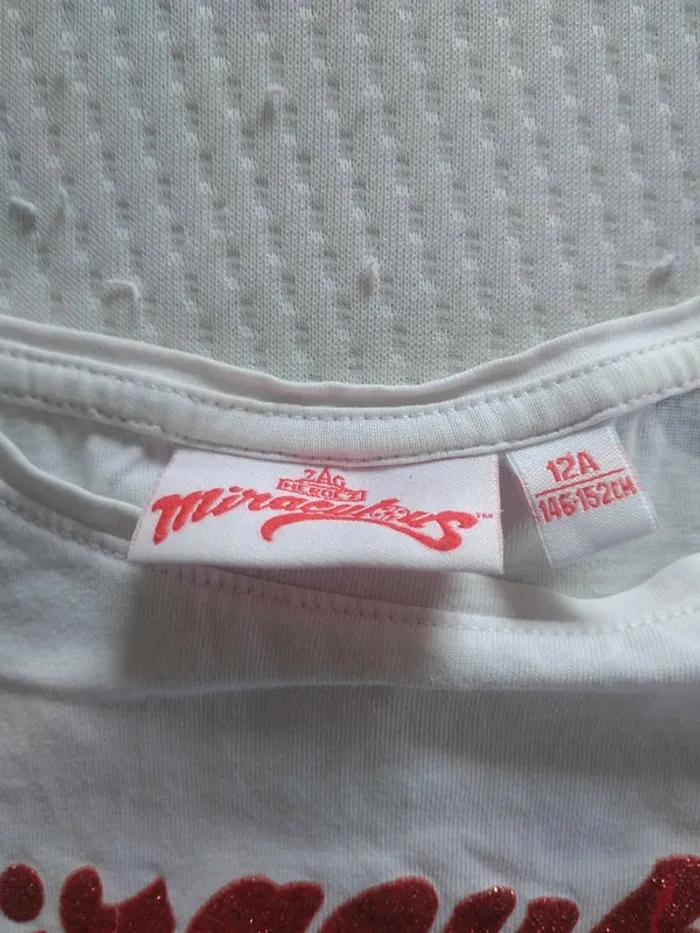 ZAG
HEROEZ
Miraculous™
12A
146-152CM